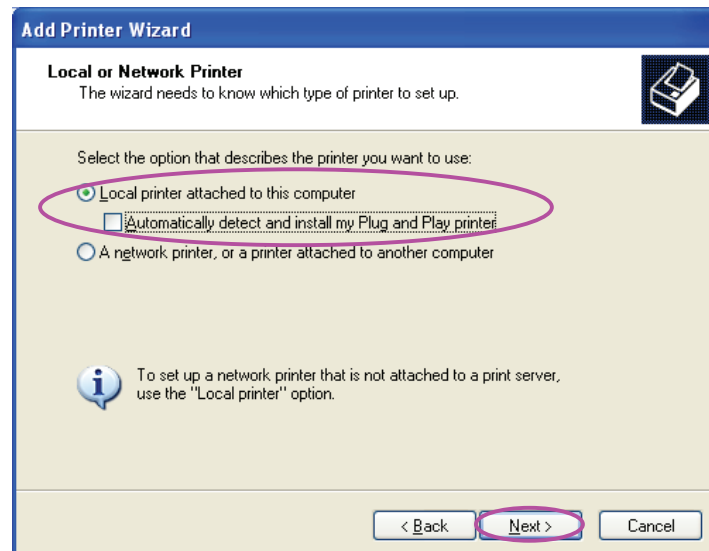 Add Printer Wizard
Local or Network Printer
The wizard needs to know which type of printer to set up.
Select the option that describes the printer you want to use:
Local printer attached to this computer
Automatically detect and install my Plug and Play printer
A network printer, or a printer attached to another computer
To set up a network printer that is not attached to a print server,
use the "Local printer" option.
< Back Next > Cancel